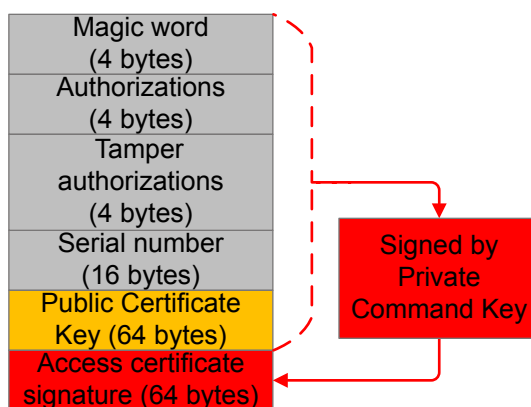 Magic word
(4 bytes)
Authorizations
(4 bytes)
Tamper
authorizations
(4 bytes)
Serial number
(16 bytes)
Public Certificate
Key (64 bytes)
Access certificate
signature (64 bytes)
Signed by
Private
Command Key